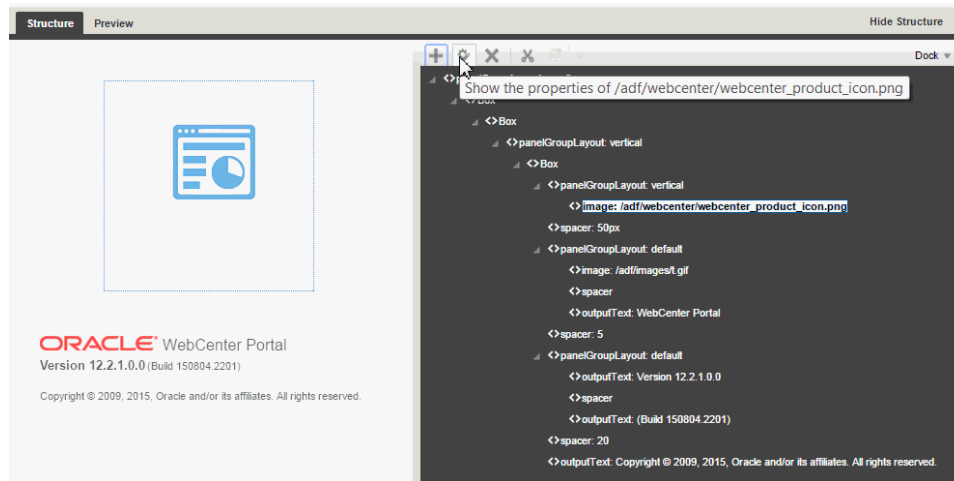 Structure Preview Hide Structure
Dock
Show the properties of /adf/webcenter/webcenter_product_icon.png
<>Box
<>Box
<>panelGroupLayout: vertical
<>Box
<>panelGroupLayout: vertical
<>image: /adf/webcenter/webcenter_product_icon.png
<>spacer: 50px
<>panelGroupLayout: default
<>image: /adf/images/t.gif
<>spacer
<>outputText: WebCenter Portal
<>spacer: 5
<>panelGroupLayout: default
<>outputText: Version 12.2.1.0.0
<>spacer
<>outputText: (Build 150804.2201)
<>spacer: 20
<>outputText: Copyright © 2009, 2015, Oracle and/or its affiliates. All rights reserved.
ORACLE® WebCenter Portal
Version 12.2.1.0.0 (Build 150804.2201)
Copyright © 2009, 2015, Oracle and/or its affiliates. All rights reserved.